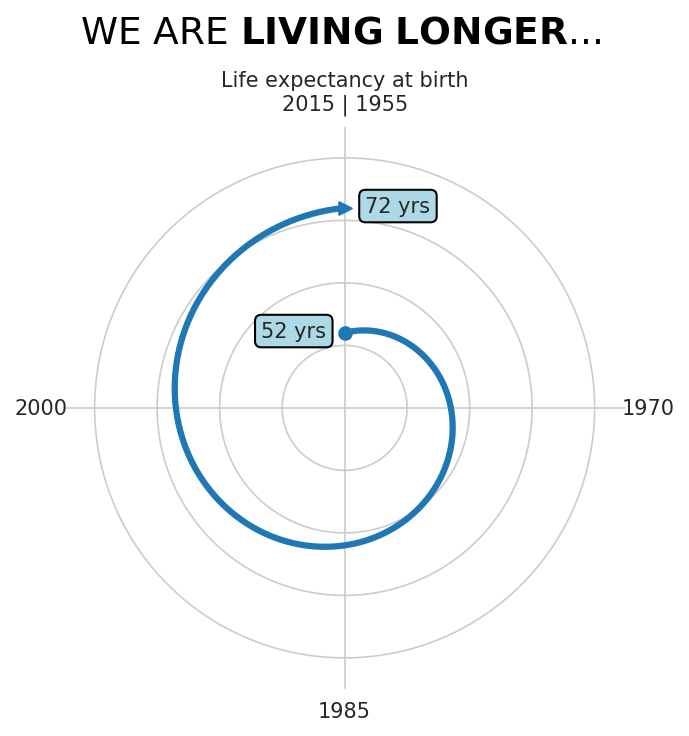 WE ARE LIVING LONGER...
Life expectancy at birth
2015 | 1955
72 yrs
52 yrs
2000
1970
1985